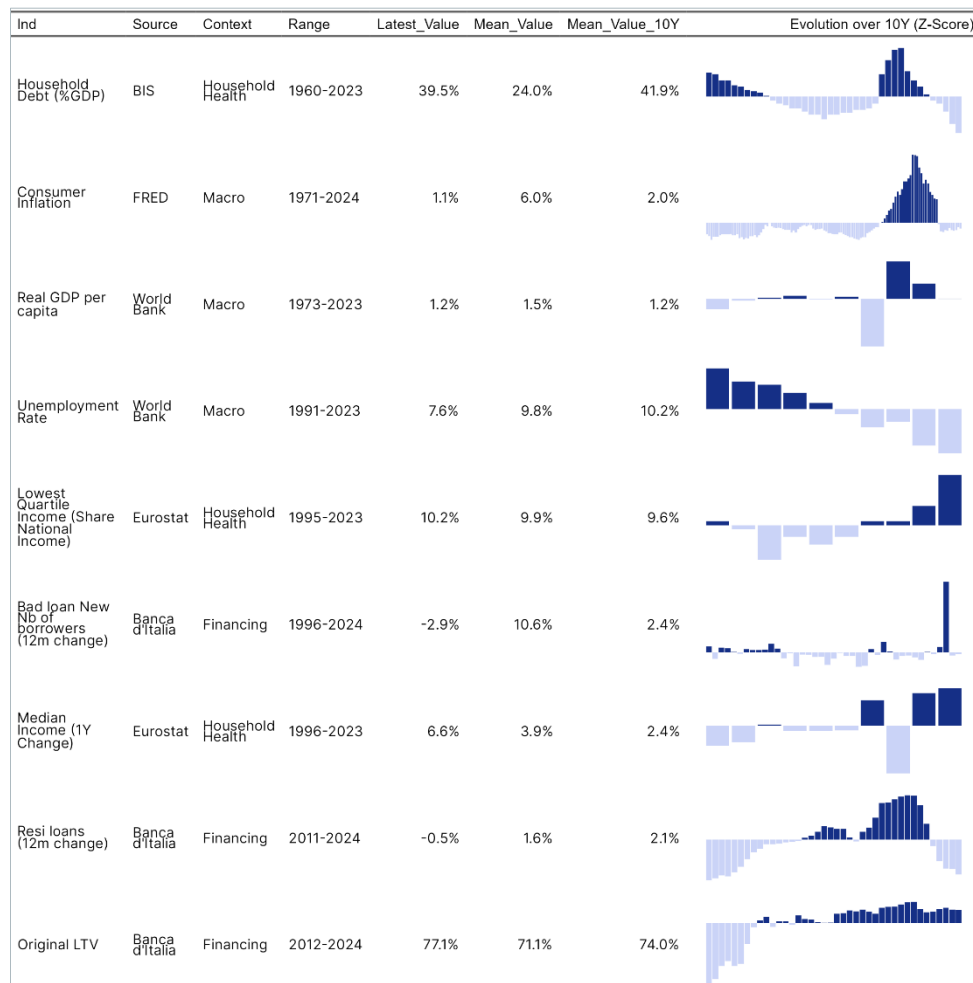 Ind Source Context Range Latest_Value Mean_Value Mean_Value_10Y Evolution over 10Y (Z-Score)
Household
Debt (%GDP) BIS Household
Health 1960-2023 39.5% 24.0% 41.9%
Consumer
Inflation FRED Macro 1971-2024 1.1% 6.0% 2.0%
Real GDP per
capita World
Bank Macro 1973-2023 1.2% 1.5% 1.2%
Unemployment
Rate World
Bank Macro 1991-2023 7.6% 9.8% 10.2%
Lowest
Quartile
Income (Share
National
Income) Eurostat Household
Health 1995-2023 10.2% 9.9% 9.6%
Bad loan New
Nb of
borrowers
(12m change) Banca
d'Italia Financing 1996-2024 -2.9% 10.6% 2.4%
Median
Income (1Y
Change) Eurostat Household
Health 1996-2023 6.6% 3.9% 2.4%
Resi loans
(12m change) Banca
d'Italia Financing 2011-2024 -0.5% 1.6% 2.1%
Original LTV Banca
d'Italia Financing 2012-2024 77.1% 71.1% 74.0%